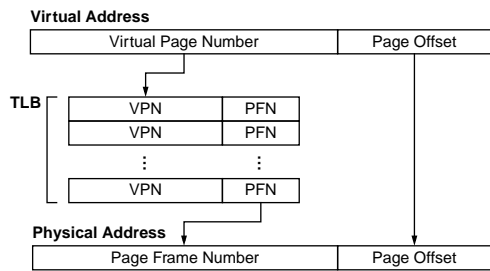 Virtual Address
Virtual Page Number Page Offset
TLB
VPN PFN
VPN PFN
⋮ ⋮
VPN PFN
Physical Address
Page Frame Number Page Offset